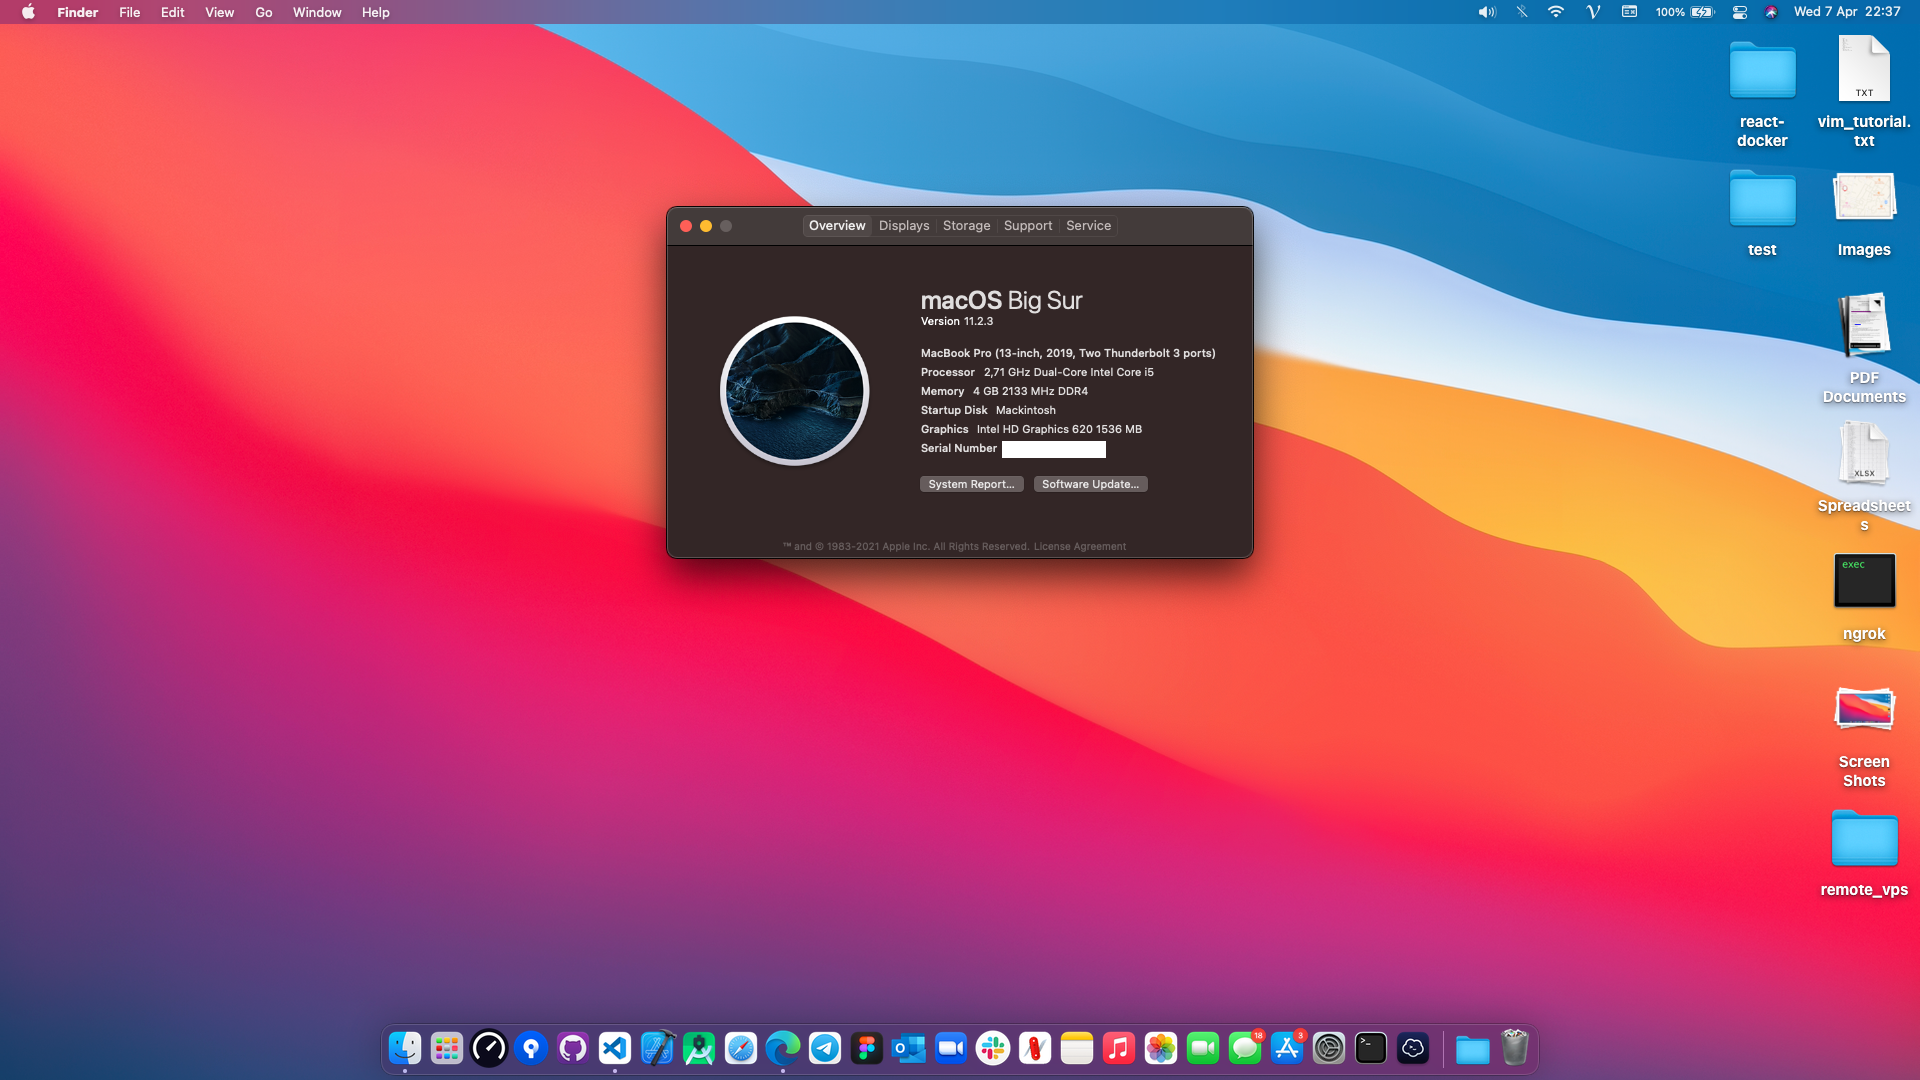 Finder File Edit View Go Window Help
100% Wed 7 Apr 22:37
react-
docker
vim_tutorial.
txt
TXT
test
Images
PDF
Documents
XLSX
Spreadsheet
s
exec
ngrok
Screen
Shots
remote_vps
Overview Displays Storage Support Service
macOS Big Sur
Version 11.2.3
MacBook Pro (13-inch, 2019, Two Thunderbolt 3 ports)
Processor 2,71 GHz Dual-Core Intel Core i5
Memory 4 GB 2133 MHz DDR4
Startup Disk Mackintosh
Graphics Intel HD Graphics 620 1536 MB
Serial Number
System Report...
Software Update...
™ and © 1983-2021 Apple Inc. All Rights Reserved. License Agreement
18
3